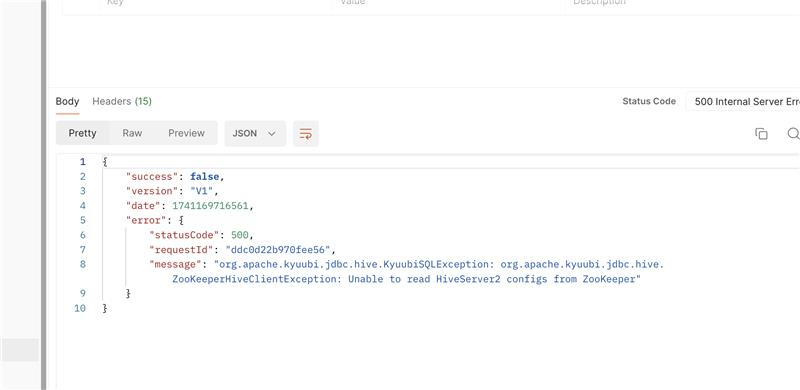 Key Value Description
Body Headers (15) Status Code 500 Internal Server Err
Pretty Raw Preview JSON
1 {
2 "success": false,
3 "version": "V1",
4 "date": 1741169716561,
5 "error": {
6 "statusCode": 500,
7 "requestId": "ddc0d22b970fee56",
8 "message": "org.apache.kyuubi.jdbc.hive.KyuubiSQLException: org.apache.kyuubi.jdbc.hive.
ZooKeeperHiveClientException: Unable to read HiveServer2 configs from ZooKeeper"
9 }
10 }